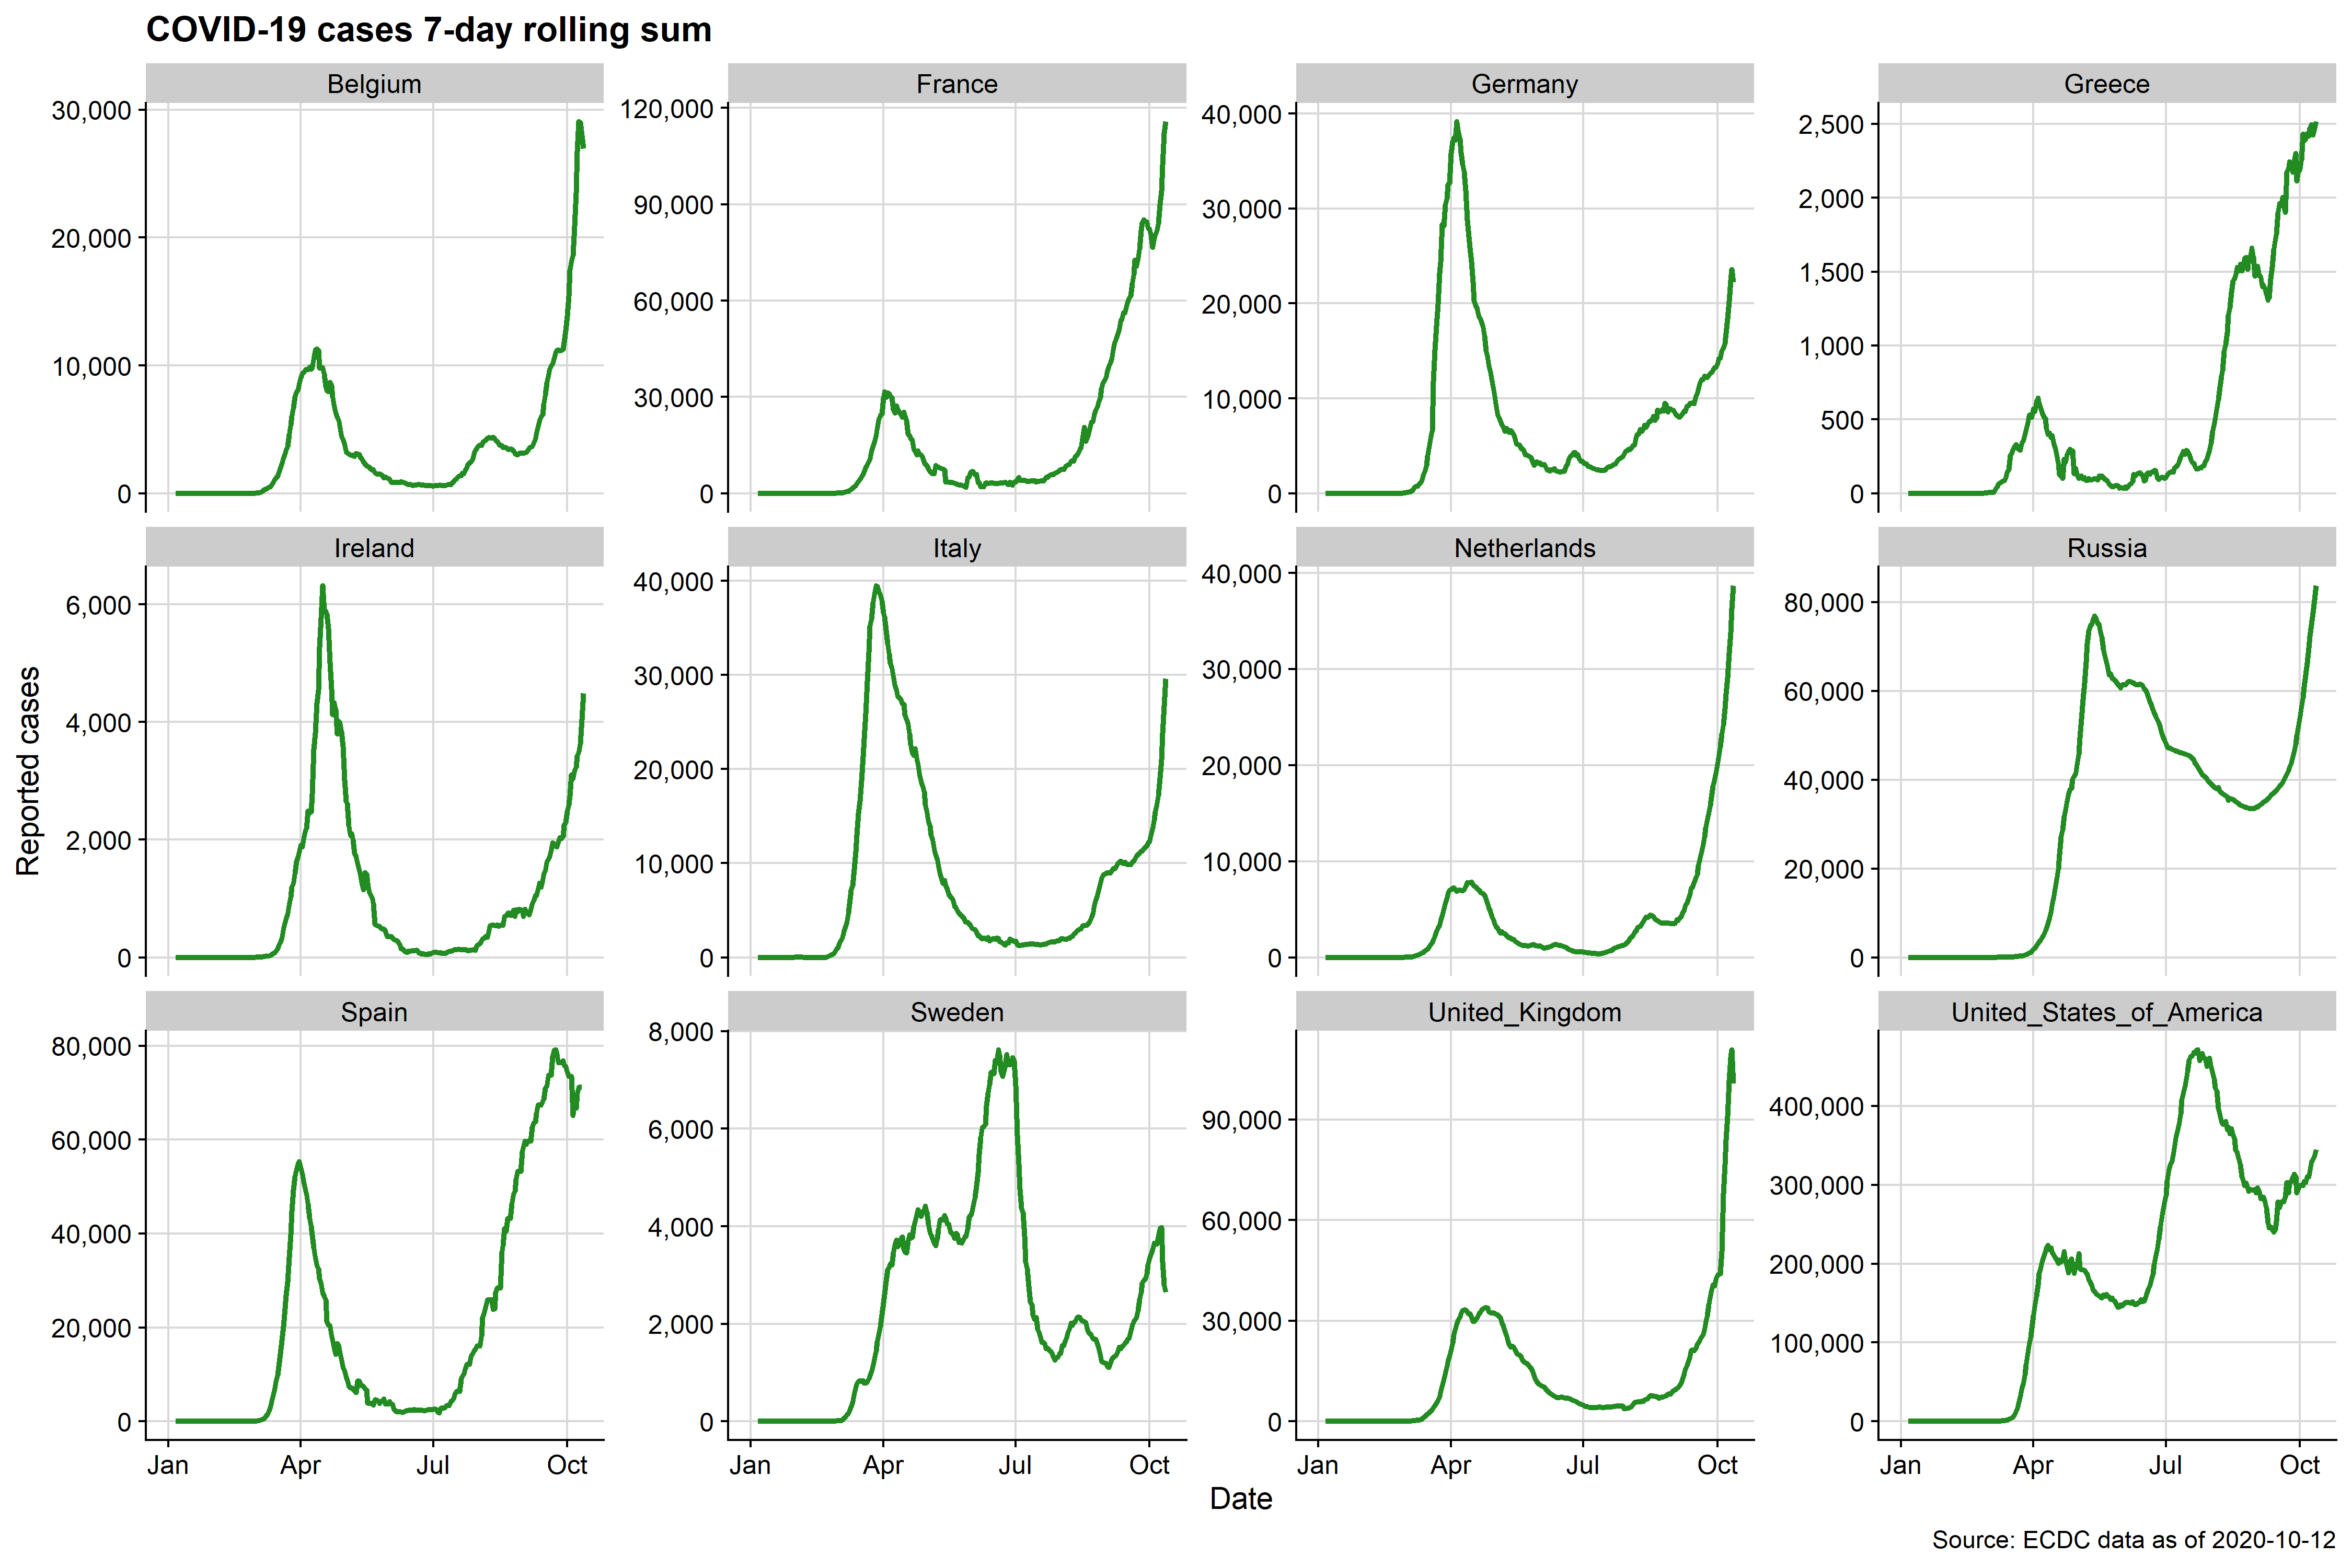 COVID-19 cases 7-day rolling sum
Belgium
France
Germany
Greece
30,000
20,000
10,000
0
120,000
90,000
60,000
30,000
0
40,000
30,000
20,000
10,000
0
2,500
2,000
1,500
1,000
500
0
Ireland
Italy
Netherlands
Russia
6,000
4,000
2,000
0
40,000
30,000
20,000
10,000
0
40,000
30,000
20,000
10,000
0
80,000
60,000
40,000
20,000
0
Reported cases
Spain
Sweden
United_Kingdom
United_States_of_America
80,000
60,000
40,000
20,000
0
8,000
6,000
4,000
2,000
0
90,000
60,000
30,000
0
400,000
300,000
200,000
100,000
0
Jan Apr Jul Oct
Jan Apr Jul Oct
Jan Apr Jul Oct
Jan Apr Jul Oct
Date
Source: ECDC data as of 2020-10-12